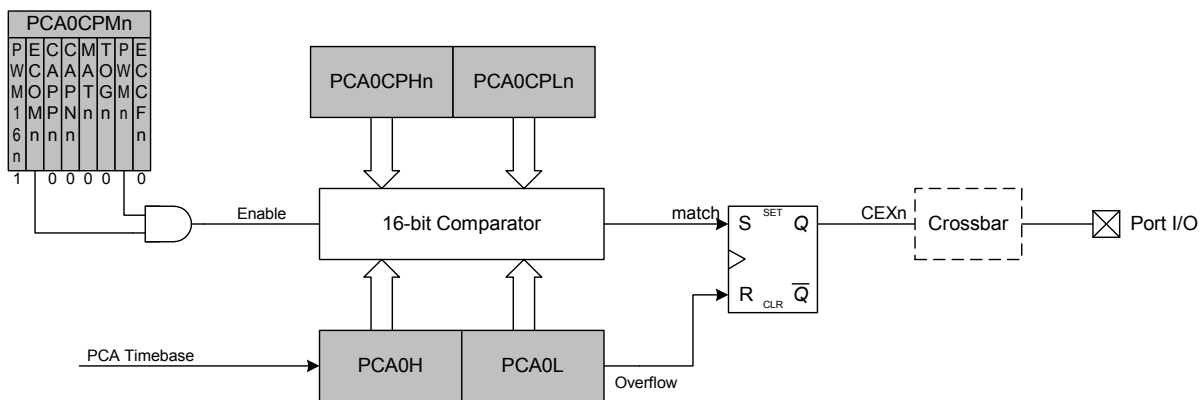 PCA0CPMn
PWM16n
ECOMn
CAPPn
CAPNn
MATn
TOGn
PWMn
ECCFn
1 0 0 0 0 0
PCA0CPHn
PCA0CPLn
Enable
16-bit Comparator
match
S SET Q
R CLR Q
CEXn
Crossbar
Port I/O
PCA Timebase
PCA0H
PCA0L
Overflow